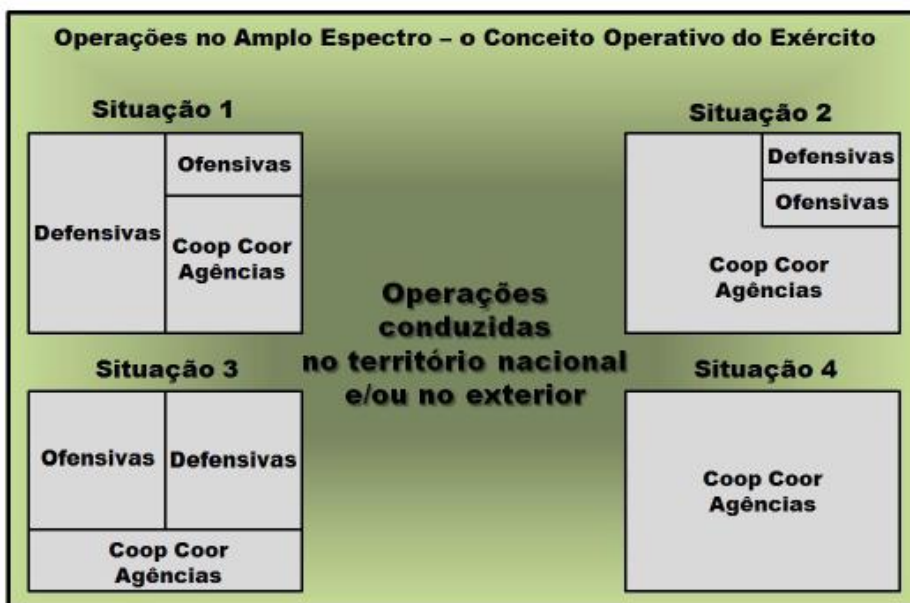 Operações no Amplo Espectro – o Conceito Operativo do Exército
Situação 1
Defensivas
Ofensivas
Coop Coor
Agências
Situação 2
Defensivas
Ofensivas
Coop Coor
Agências
Operações
conduzidas
no território nacional
e/ou no exterior
Situação 3
Ofensivas
Defensivas
Coop Coor
Agências
Situação 4
Coop Coor
Agências